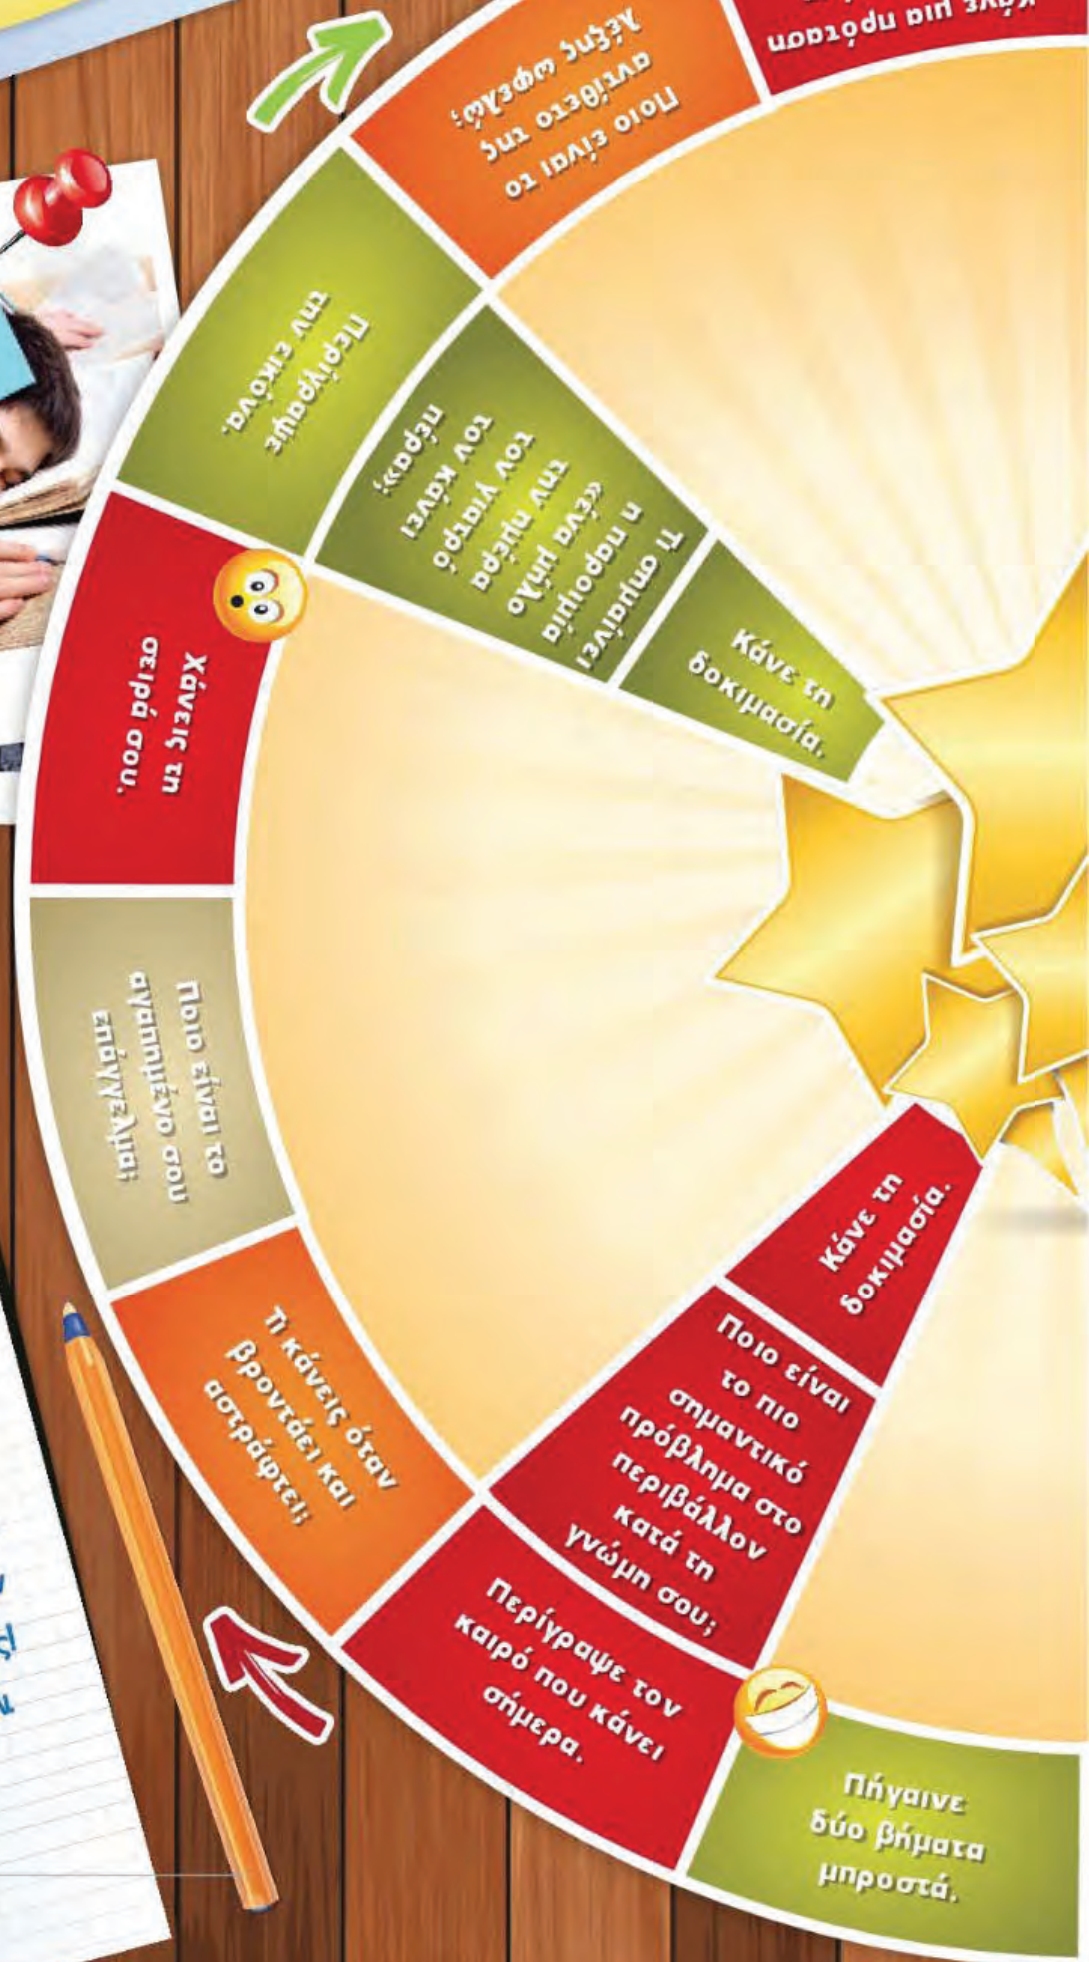 Κάνε μια πρόταση
Ποιο είναι το
αντίθετο της
λέξης ωφελώ;
Περίγραψε
την εικόνα.
Τι σημαίνει
η παροιμία
«ένα μήλο
την ημέρα
τον γιατρό
τον κάνει
πέρα»;
Κάνε τη
δοκιμασία.
Χάνεις τη
σειρά σου.
Ποιο είναι το
αγαπημένο σου
επάγγελμα;
Τι κάνεις όταν
βροντάει και
αστράφτει;
Κάνε τη
δοκιμασία.
Ποιο είναι
το πιο
σημαντικό
πρόβλημα στο
περιβάλλον
κατά τη
γνώμη σου;
Περίγραψε τον
καιρό που κάνει
σήμερα.
Πήγαινε
δύο βήματα
μπροστά.